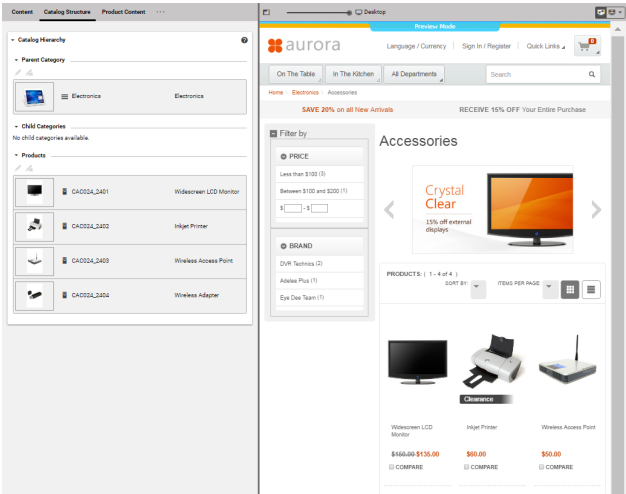 Content Catalog Structure Product Content ...
Catalog Hierarchy
Parent Category
Electronics Electronics
Child Categories
No child categories available.
Products
CAC024_2401 Widescreen LCD Monitor
CAC024_2402 Inkjet Printer
CAC024_2403 Wireless Access Point
CAC024_2404 Wireless Adapter
Desktop
Preview Mode
aurora
Language / Currency Sign In / Register Quick Links
0
On The Table In The Kitchen All Departments Search
Home Electronics Accessories
SAVE 20% on all New Arrivals RECEIVE 15% OFF Your Entire Purchase
Filter by
PRICE
Less than $100 (3)
Between $100 and $200 (1)
$ - $
BRAND
DVR Technics (2)
Adelee Plus (1)
Eye Dee Team (1)
Accessories
Crystal
Clear
15% off external
displays
PRODUCTS: ( 1 - 4 of 4 )
SORT BY: ITEMS PER PAGE:
Clearance
Widescreen LCD
Monitor
$150.00 $135.00
COMPARE
Inkjet Printer
$60.00
COMPARE
Wireless Access Point
$50.00
COMPARE